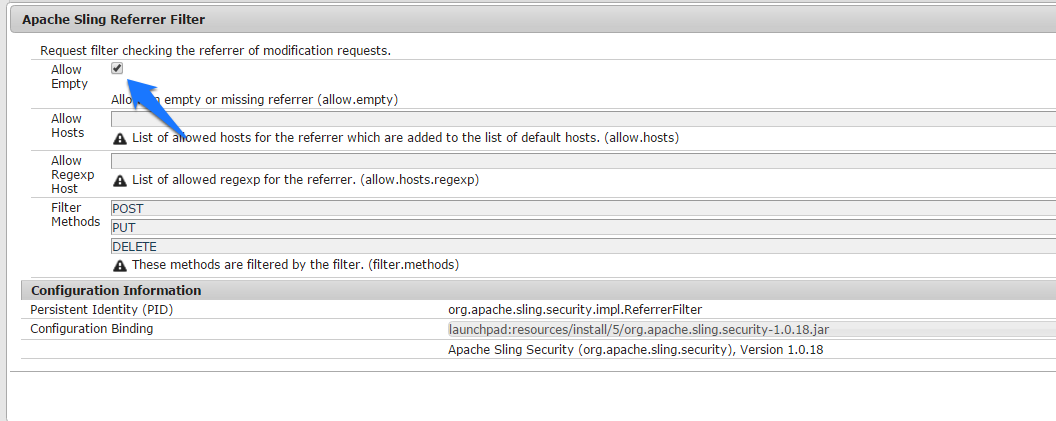 Apache Sling Referrer Filter
Request filter checking the referrer of modification requests.
Allow
Empty
Allow an empty or missing referrer (allow.empty)
Allow
Hosts
List of allowed hosts for the referrer which are added to the list of default hosts. (allow.hosts)
Allow
Regexp
Host
List of allowed regexp for the referrer. (allow.hosts.regexp)
Filter
Methods
POST
PUT
DELETE
These methods are filtered by the filter. (filter.methods)
Configuration Information
Persistent Identity (PID) org.apache.sling.security.impl.ReferrerFilter
Configuration Binding launchpad:resources/install/5/org.apache.sling.security-1.0.18.jar
Apache Sling Security (org.apache.sling.security), Version 1.0.18